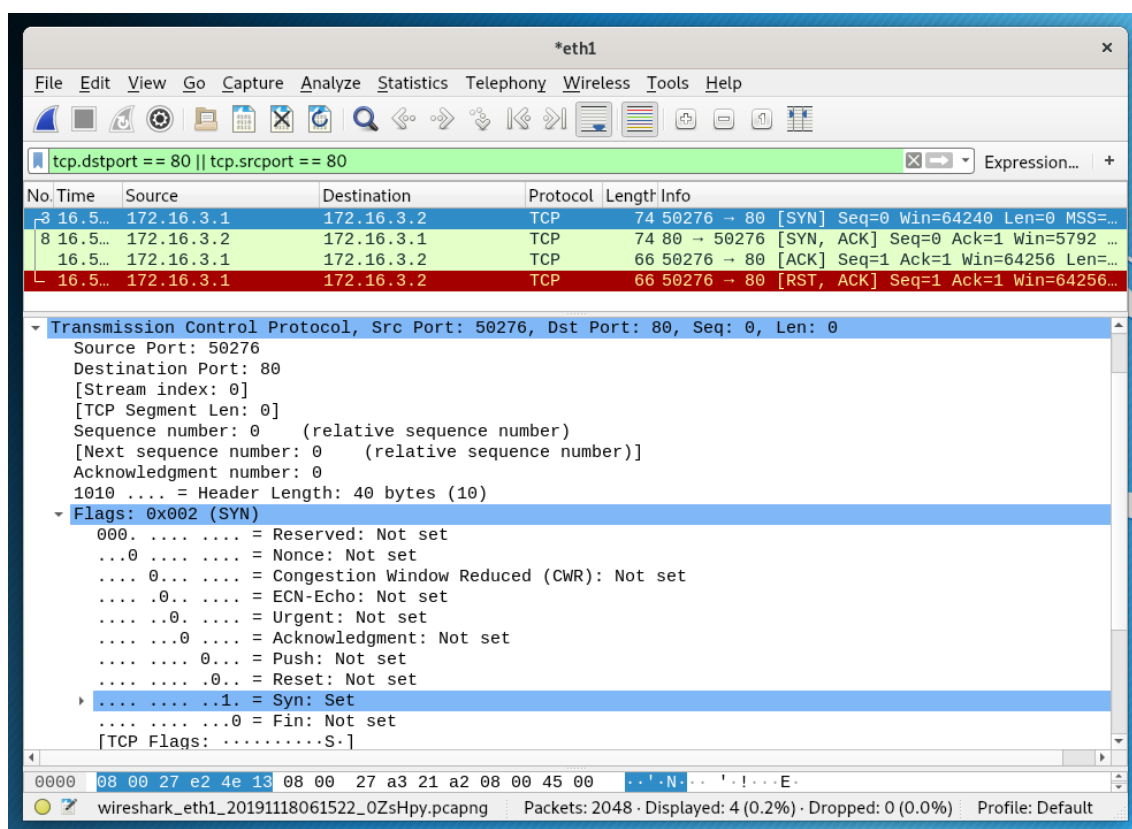 *eth1 ×
File Edit View Go Capture Analyze Statistics Telephony Wireless Tools Help
tcp.dstport == 80 || tcp.srcport == 80 Expression... +
No. Time Source Destination Protocol Length Info
3 16.5… 172.16.3.1 172.16.3.2 TCP 74 50276 → 80 [SYN] Seq=0 Win=64240 Len=0 MSS=…
8 16.5… 172.16.3.2 172.16.3.1 TCP 74 80 → 50276 [SYN, ACK] Seq=0 Ack=1 Win=5792 …
16.5… 172.16.3.1 172.16.3.2 TCP 66 50276 → 80 [ACK] Seq=1 Ack=1 Win=64256 Len=…
16.5… 172.16.3.1 172.16.3.2 TCP 66 50276 → 80 [RST, ACK] Seq=1 Ack=1 Win=64256…
Transmission Control Protocol, Src Port: 50276, Dst Port: 80, Seq: 0, Len: 0
Source Port: 50276
Destination Port: 80
[Stream index: 0]
[TCP Segment Len: 0]
Sequence number: 0 (relative sequence number)
[Next sequence number: 0 (relative sequence number)]
Acknowledgment number: 0
1010 .... = Header Length: 40 bytes (10)
Flags: 0x002 (SYN)
000. .... .... = Reserved: Not set
...0 .... .... = Nonce: Not set
.... 0... .... = Congestion Window Reduced (CWR): Not set
.... .0.. .... = ECN-Echo: Not set
.... ..0. .... = Urgent: Not set
.... ...0 .... = Acknowledgment: Not set
.... .... 0... = Push: Not set
.... .... .0.. = Reset: Not set
.... .... ..1. = Syn: Set
.... .... ...0 = Fin: Not set
[TCP Flags: ··········S·]
0000 08 00 27 e2 4e 13 08 00 27 a3 21 a2 08 00 45 00 ··'·N··· '·!···E·
wireshark_eth1_20191118061522_0ZsHpy.pcapng Packets: 2048 · Displayed: 4 (0.2%) · Dropped: 0 (0.0%) Profile: Default